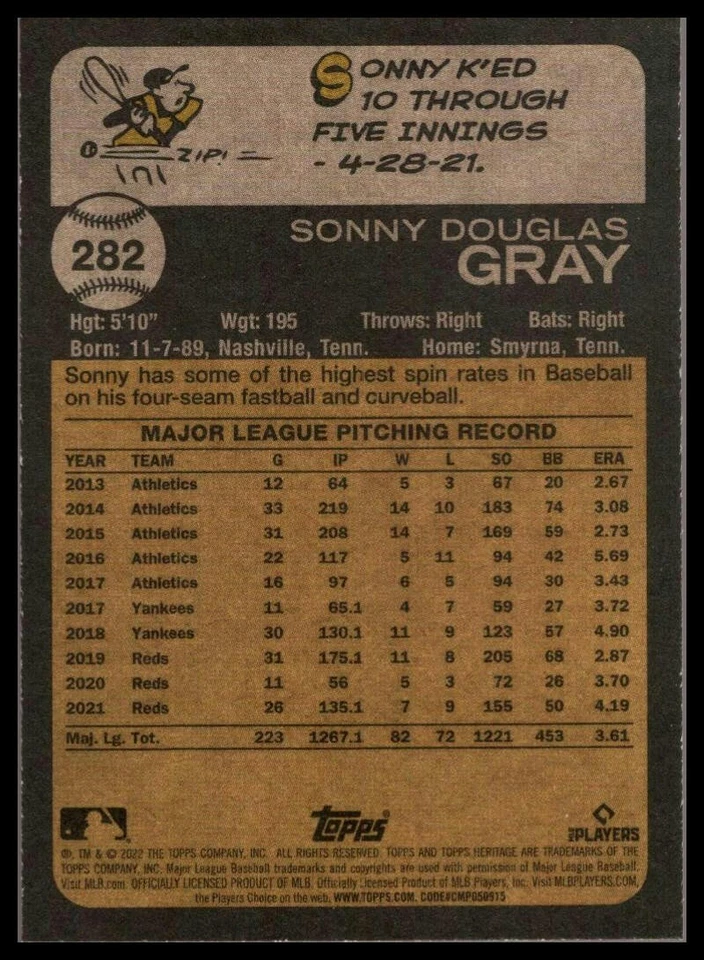 SONNY K'ED
10 THROUGH
FIVE INNINGS
- 4-28-21.
ZIP!
282
SONNY DOUGLAS
GRAY
Hgt: 5'10" Wgt: 195 Throws: Right Bats: Right
Born: 11-7-89, Nashville, Tenn. Home: Smyrna, Tenn.
Sonny has some of the highest spin rates in Baseball
on his four-seam fastball and curveball.
MAJOR LEAGUE PITCHING RECORD
YEAR TEAM G IP W L SO BB ERA
2013 Athletics 12 64 5 3 67 20 2.67
2014 Athletics 33 219 14 10 183 74 3.08
2015 Athletics 31 208 14 7 169 59 2.73
2016 Athletics 22 117 5 11 94 42 5.69
2017 Athletics 16 97 6 5 94 30 3.43
2017 Yankees 11 65.1 4 7 59 27 3.72
2018 Yankees 30 130.1 11 9 123 57 4.90
2019 Reds 31 175.1 11 8 205 68 2.87
2020 Reds 11 56 5 3 72 26 3.70
2021 Reds 26 135.1 7 9 155 50 4.19
Maj. Lg. Tot. 223 1267.1 82 72 1221 453 3.61
Topps
PLAYERS
®, TM & © 2022 THE TOPPS COMPANY, INC. ALL RIGHTS RESERVED. TOPPS AND TOPPS HERITAGE ARE TRADEMARKS OF THE
TOPPS COMPANY, INC. Major League Baseball trademarks and copyrights are used with permission of Major League Baseball.
Visit MLB.com. OFFICIALLY LICENSED PRODUCT OF MLB. Officially Licensed Product of MLB Players, Inc. Visit MLBPLAYERS.COM,
the Players Choice on the web. WWW.TOPPS.COM. CODE#CMP050915